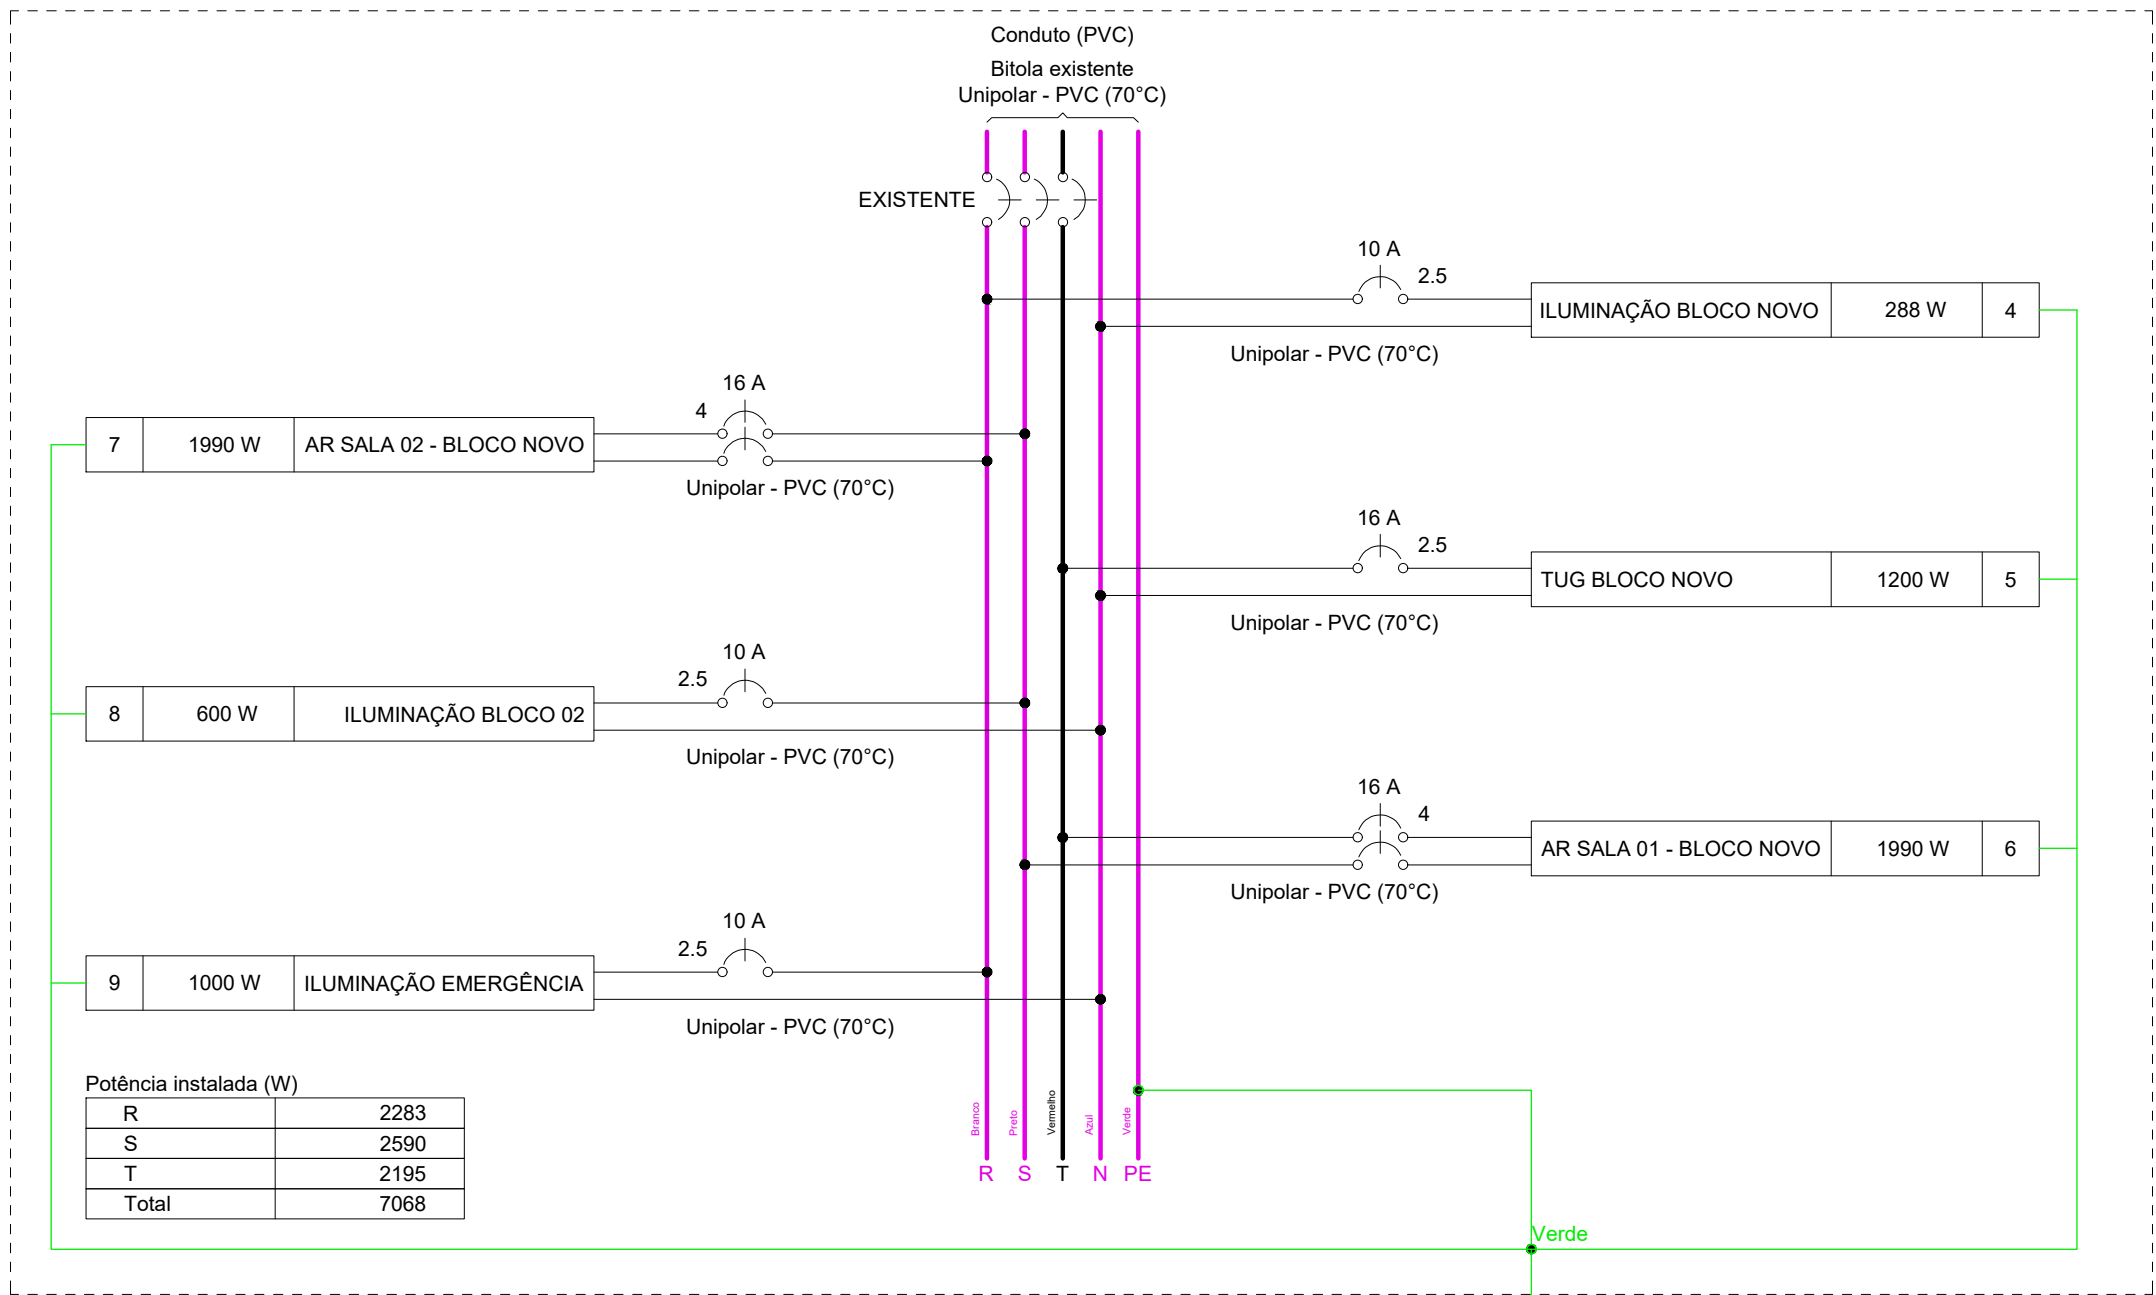 Conduto (PVC)
Bitola existente
Unipolar - PVC (70°C)
EXISTENTE
10 A
2.5
ILUMINAÇÃO BLOCO NOVO 288 W 4
Unipolar - PVC (70°C)
16 A
4
7 1990 W AR SALA 02 - BLOCO NOVO
Unipolar - PVC (70°C)
16 A
2.5
TUG BLOCO NOVO 1200 W 5
Unipolar - PVC (70°C)
10 A
2.5
8 600 W ILUMINAÇÃO BLOCO 02
Unipolar - PVC (70°C)
16 A
4
AR SALA 01 - BLOCO NOVO 1990 W 6
Unipolar - PVC (70°C)
10 A
2.5
9 1000 W ILUMINAÇÃO EMERGÊNCIA
Unipolar - PVC (70°C)
Potência instalada (W)
R 2283
S 2590
T 2195
Total 7068
Branco
Preto
Vermelho
Azul
Verde
R S T N PE
Verde